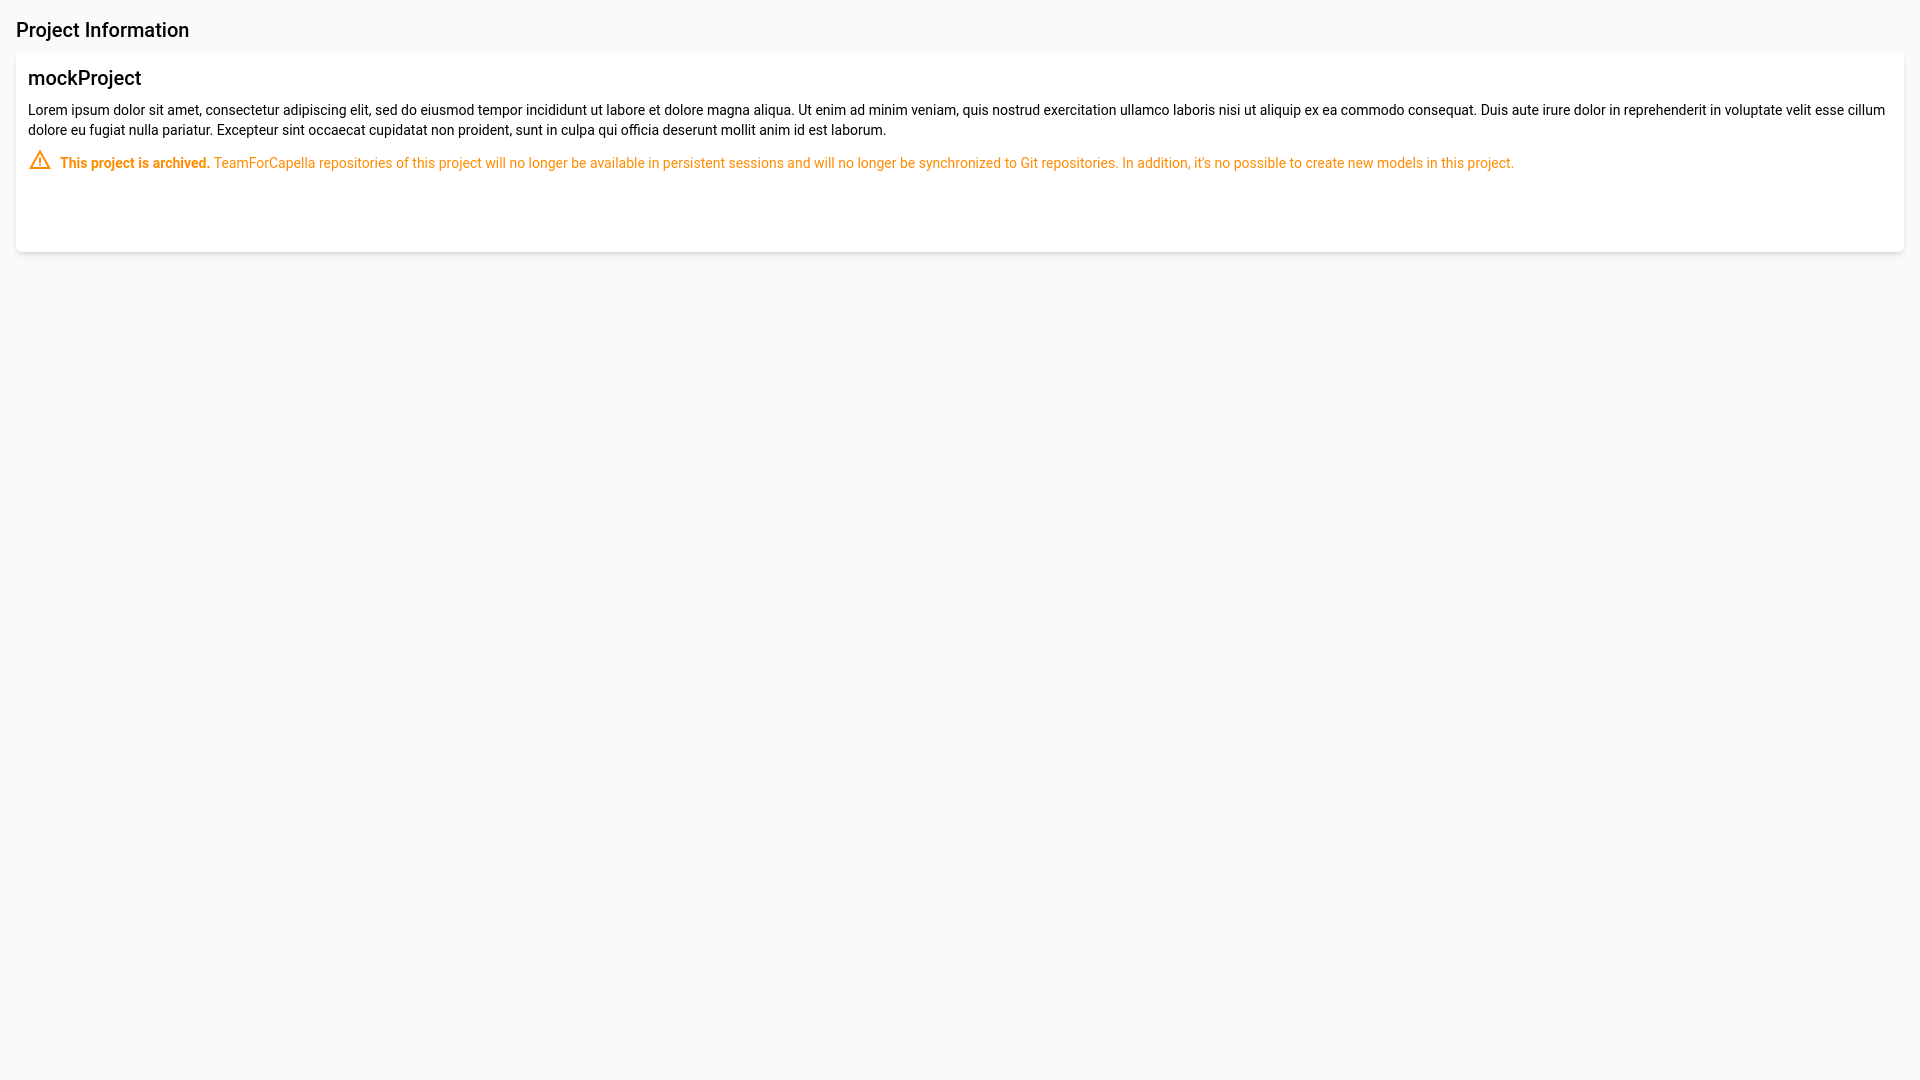 Project Information
mockProject
Lorem ipsum dolor sit amet, consectetur adipiscing elit, sed do eiusmod tempor incididunt ut labore et dolore magna aliqua. Ut enim ad minim veniam, quis nostrud exercitation ullamco laboris nisi ut aliquip ex ea commodo consequat. Duis aute irure dolor in reprehenderit in voluptate velit esse cillum
dolore eu fugiat nulla pariatur. Excepteur sint occaecat cupidatat non proident, sunt in culpa qui officia deserunt mollit anim id est laborum.
This project is archived. TeamForCapella repositories of this project will no longer be available in persistent sessions and will no longer be synchronized to Git repositories. In addition, it's no possible to create new models in this project.